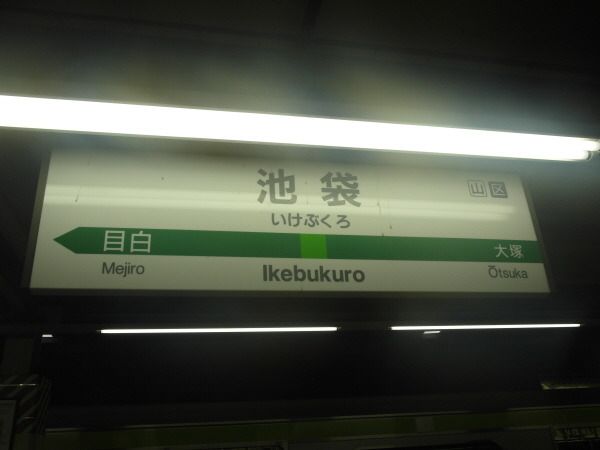 池袋
山 区
いけぶくろ
目白
大塚
Mejiro
Ikebukuro
Ōtsuka